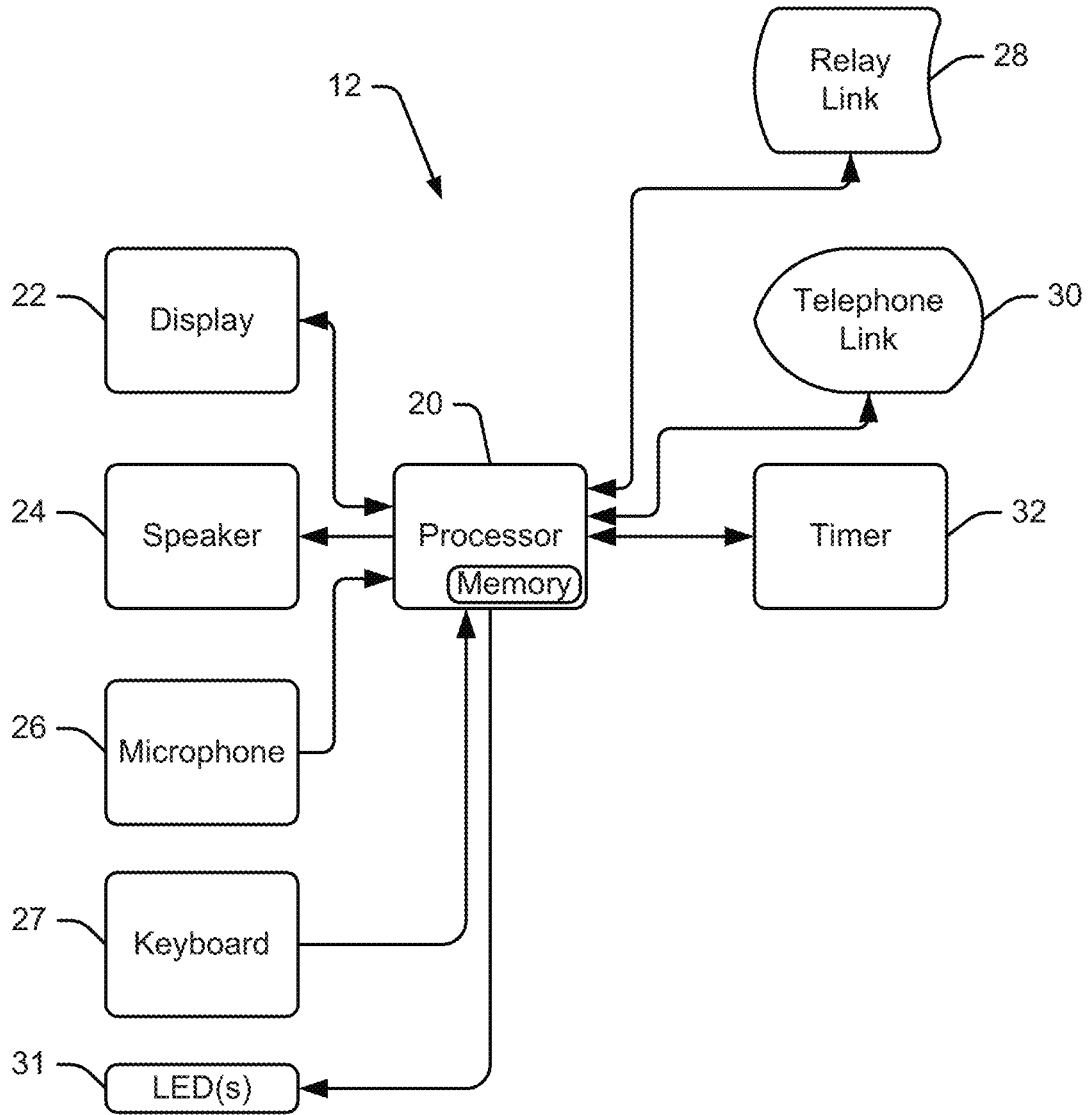 Relay
Link
28
12
22
Display
Telephone
Link
30
20
24
Speaker
Processor
Memory
Timer
32
26
Microphone
27
Keyboard
31
LED(s)